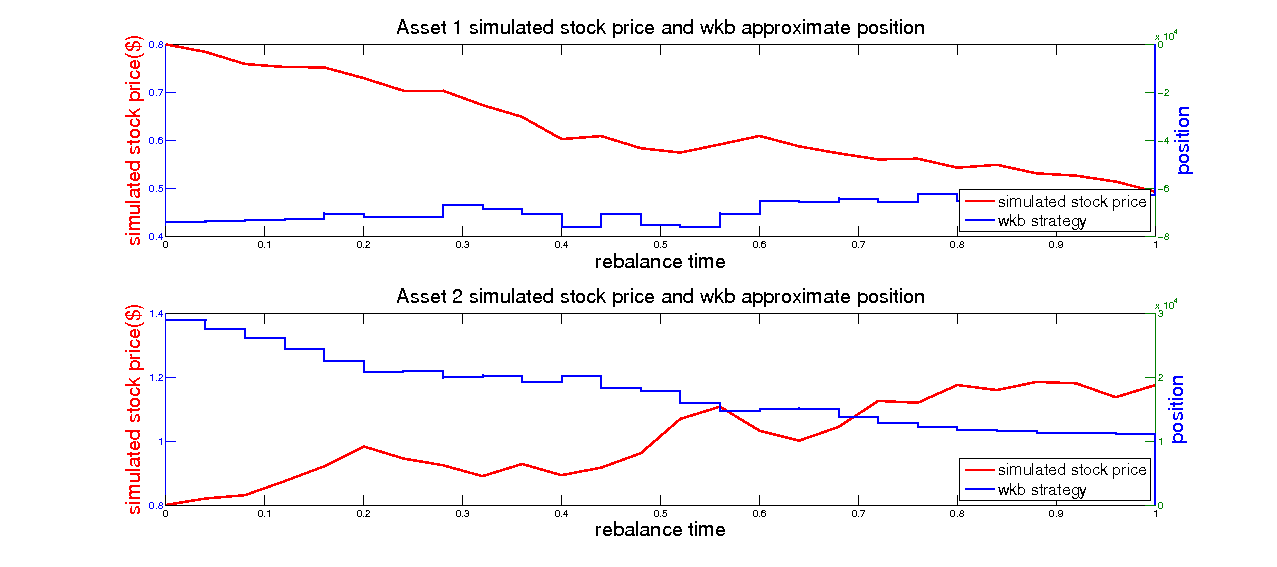 Asset 1 simulated stock price and wkb approximate position
x 10^4
simulated stock price($)
0.8
0.7
0.6
0.5
0.4
0
-2
-4
-6
-8
position
simulated stock price
wkb strategy
0 0.1 0.2 0.3 0.4 0.5 0.6 0.7 0.8 0.9 1
rebalance time
Asset 2 simulated stock price and wkb approximate position
x 10^4
simulated stock price($)
1.4
1.2
1
0.8
3
2
1
0
position
simulated stock price
wkb strategy
0 0.1 0.2 0.3 0.4 0.5 0.6 0.7 0.8 0.9 1
rebalance time